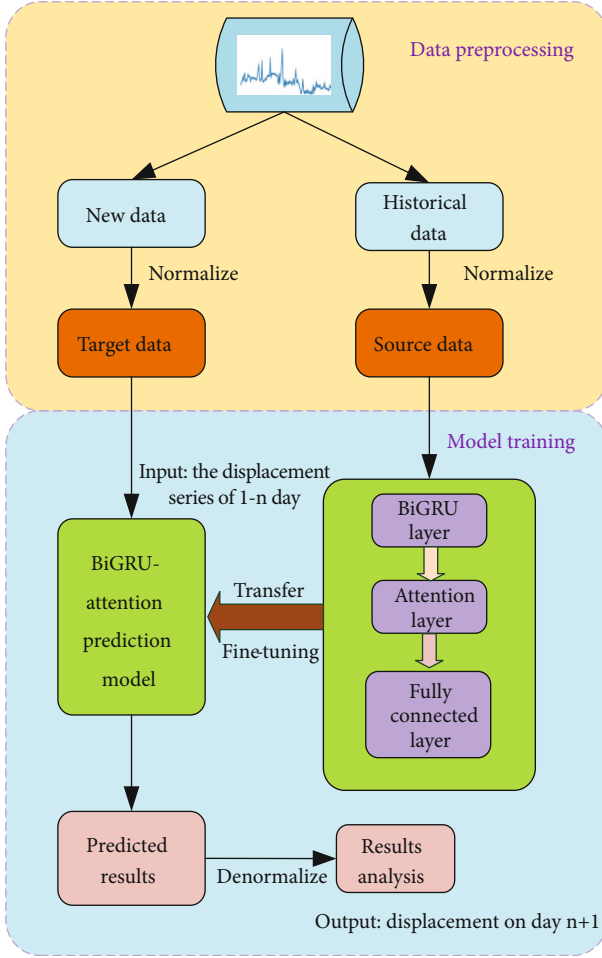 Data preprocessing
New data
Historical
data
Normalize
Normalize
Target data
Source data
Model training
Input: the displacement
series of 1-n day
BiGRU
layer
BiGRU-
attention
prediction
model
Transfer
Fine-tuning
Attention
layer
Fully
connected
layer
Predicted
results
Denormalize
Results
analysis
Output: displacement on day n+1